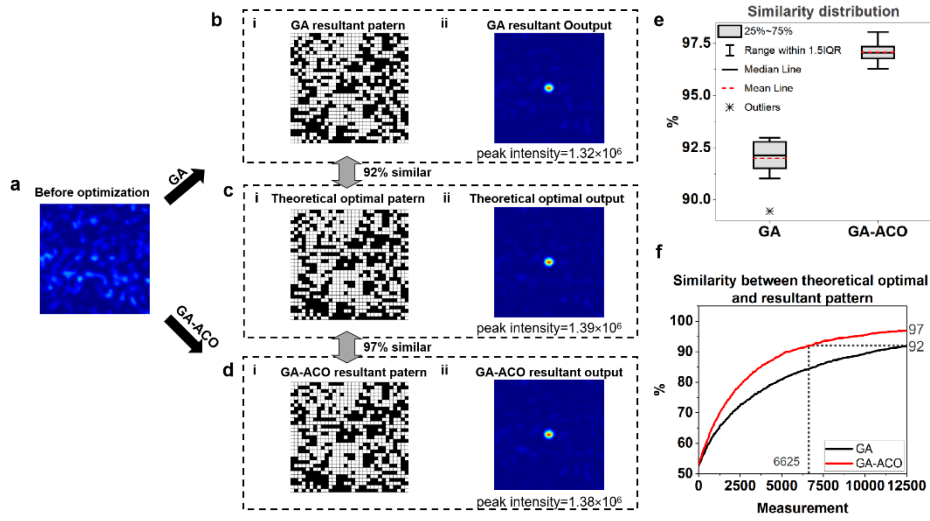 a
Before optimization
GA
GA-ACO
b
i
GA resultant patern
ii
GA resultant Ooutput
peak intensity=1.32×10⁶
92% similar
c
i
Theoretical optimal patern
ii
Theoretical optimal output
peak intensity=1.39×10⁶
97% similar
d
i
GA-ACO resultant patern
ii
GA-ACO resultant output
peak intensity=1.38×10⁶
e
Similarity distribution
25%~75%
Range within 1.5IQR
Median Line
Mean Line
Outliers
%
97.5
95.0
92.5
90.0
GA
GA-ACO
f
Similarity between theoretical optimal
and resultant pattern
%
100
90
80
70
60
50
97
92
6625
GA
GA-ACO
0
2500
5000
7500
10000
12500
Measurement